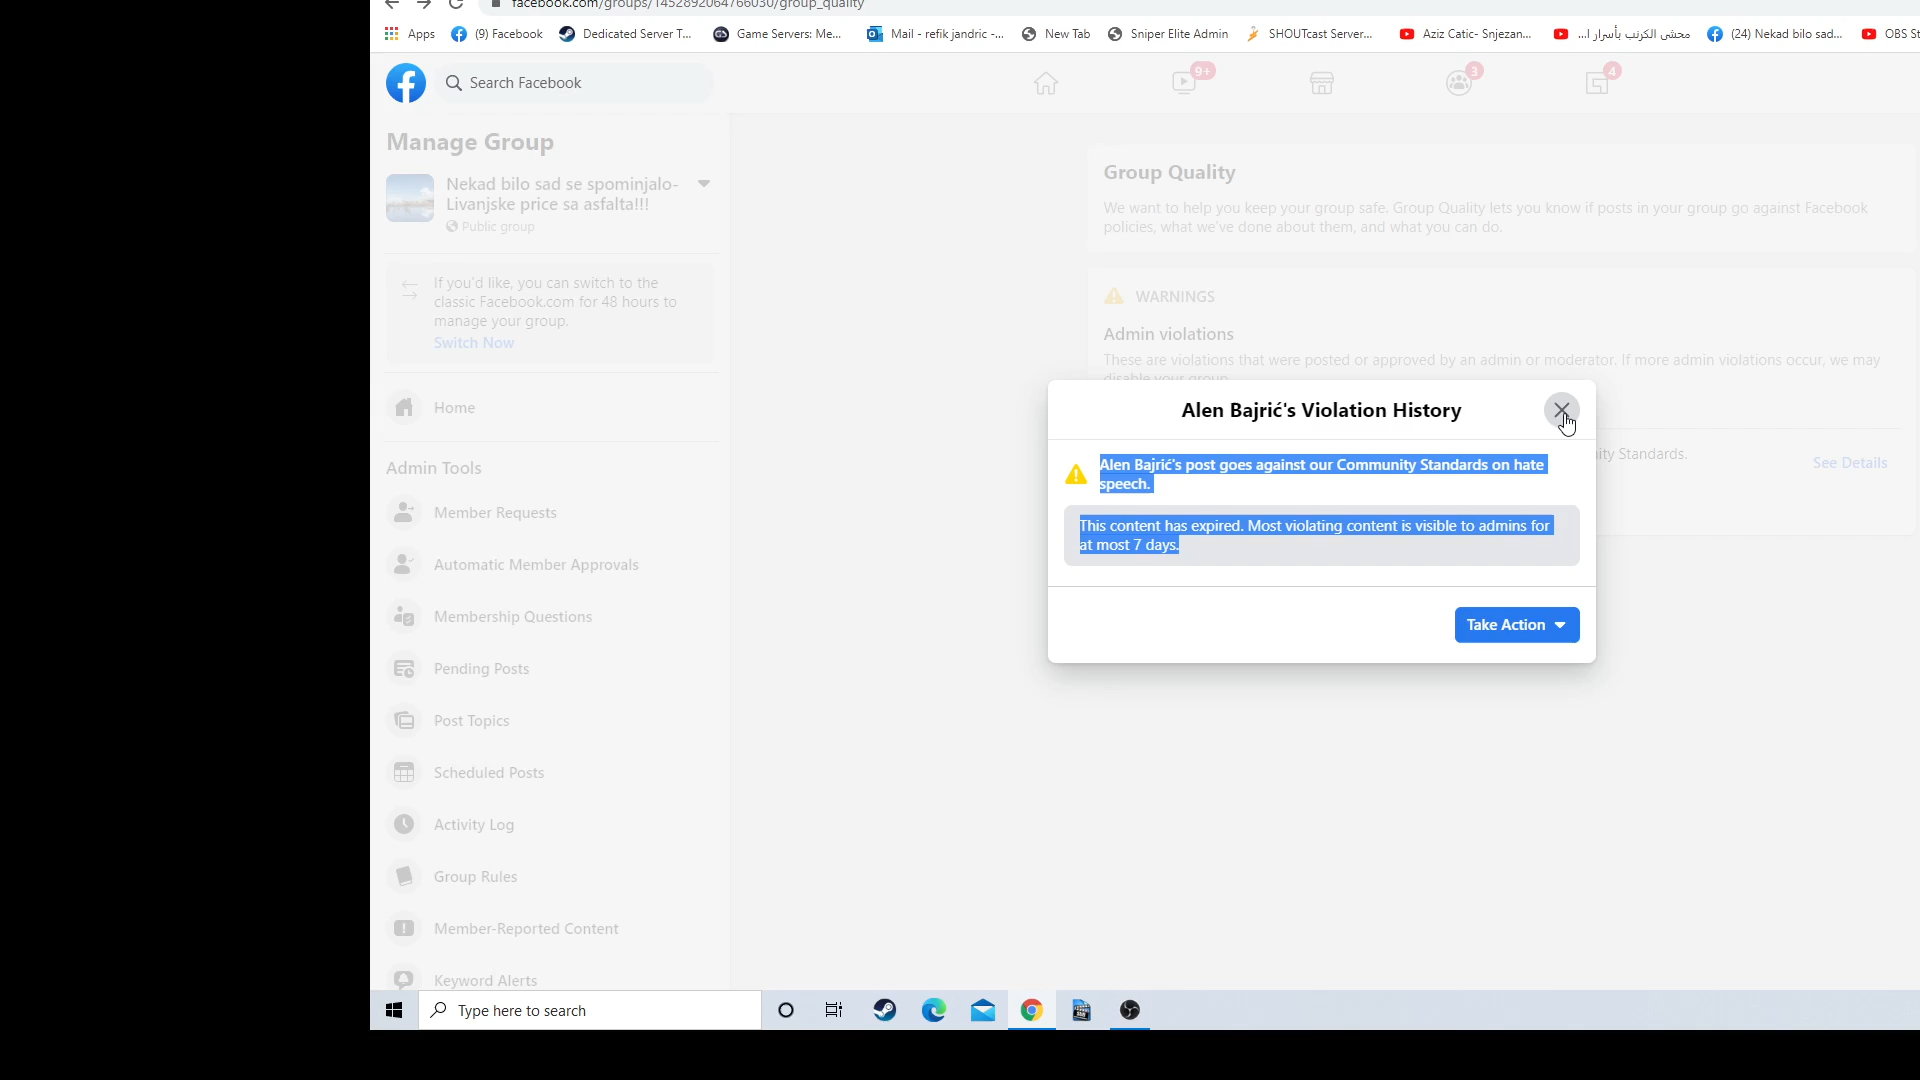 facebook.com/groups/1452892064766030/group_quality
Apps
(9) Facebook
Dedicated Server T...
Game Servers: Me...
Mail - refik jandric -...
New Tab
Sniper Elite Admin
SHOUTcast Server...
Aziz Catic- Snjezan...
محشى الكرنب بأسرار ا...
(24) Nekad bilo sad...
OBS St
Search Facebook
9+
3
4
Manage Group
Nekad bilo sad se spominjalo-
Livanjske price sa asfalta!!!
Public group
If you'd like, you can switch to the
classic Facebook.com for 48 hours to
manage your group.
Switch Now
Home
Admin Tools
Member Requests
Automatic Member Approvals
Membership Questions
Pending Posts
Post Topics
Scheduled Posts
Activity Log
Group Rules
Member-Reported Content
Keyword Alerts
Group Quality
We want to help you keep your group safe. Group Quality lets you know if posts in your group go against Facebook
policies, what we've done about them, and what you can do.
WARNINGS
Admin violations
These are violations that were posted or approved by an admin or moderator. If more admin violations occur, we may
disable your group.
ity Standards.
See Details
Alen Bajrić's Violation History
Alen Bajrić's post goes against our Community Standards on hate
speech.
This content has expired. Most violating content is visible to admins for
at most 7 days.
Take Action
Type here to search